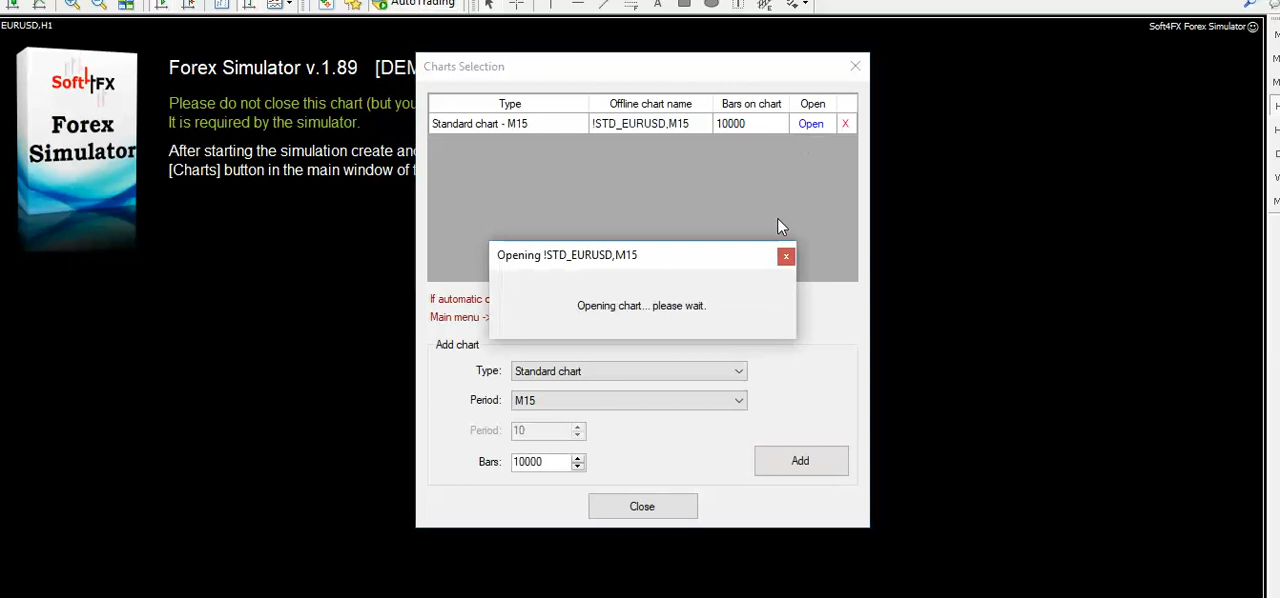 AutoTrading
EURUSD,H1
Soft4FX Forex Simulator
Soft4FX
Forex
Simulator
Forex Simulator v.1.89 [DEM
Please do not close this chart (but you
It is required by the simulator.
After starting the simulation create and
[Charts] button in the main window of t
Charts Selection
Type Offline chart name Bars on chart Open
Standard chart - M15 !STD_EURUSD,M15 10000 Open X
Opening !STD_EURUSD,M15 x
Opening chart... please wait.
If automatic c
Main menu ->
Add chart
Type: Standard chart
Period: M15
Period: 10
Bars: 10000
Add
Close